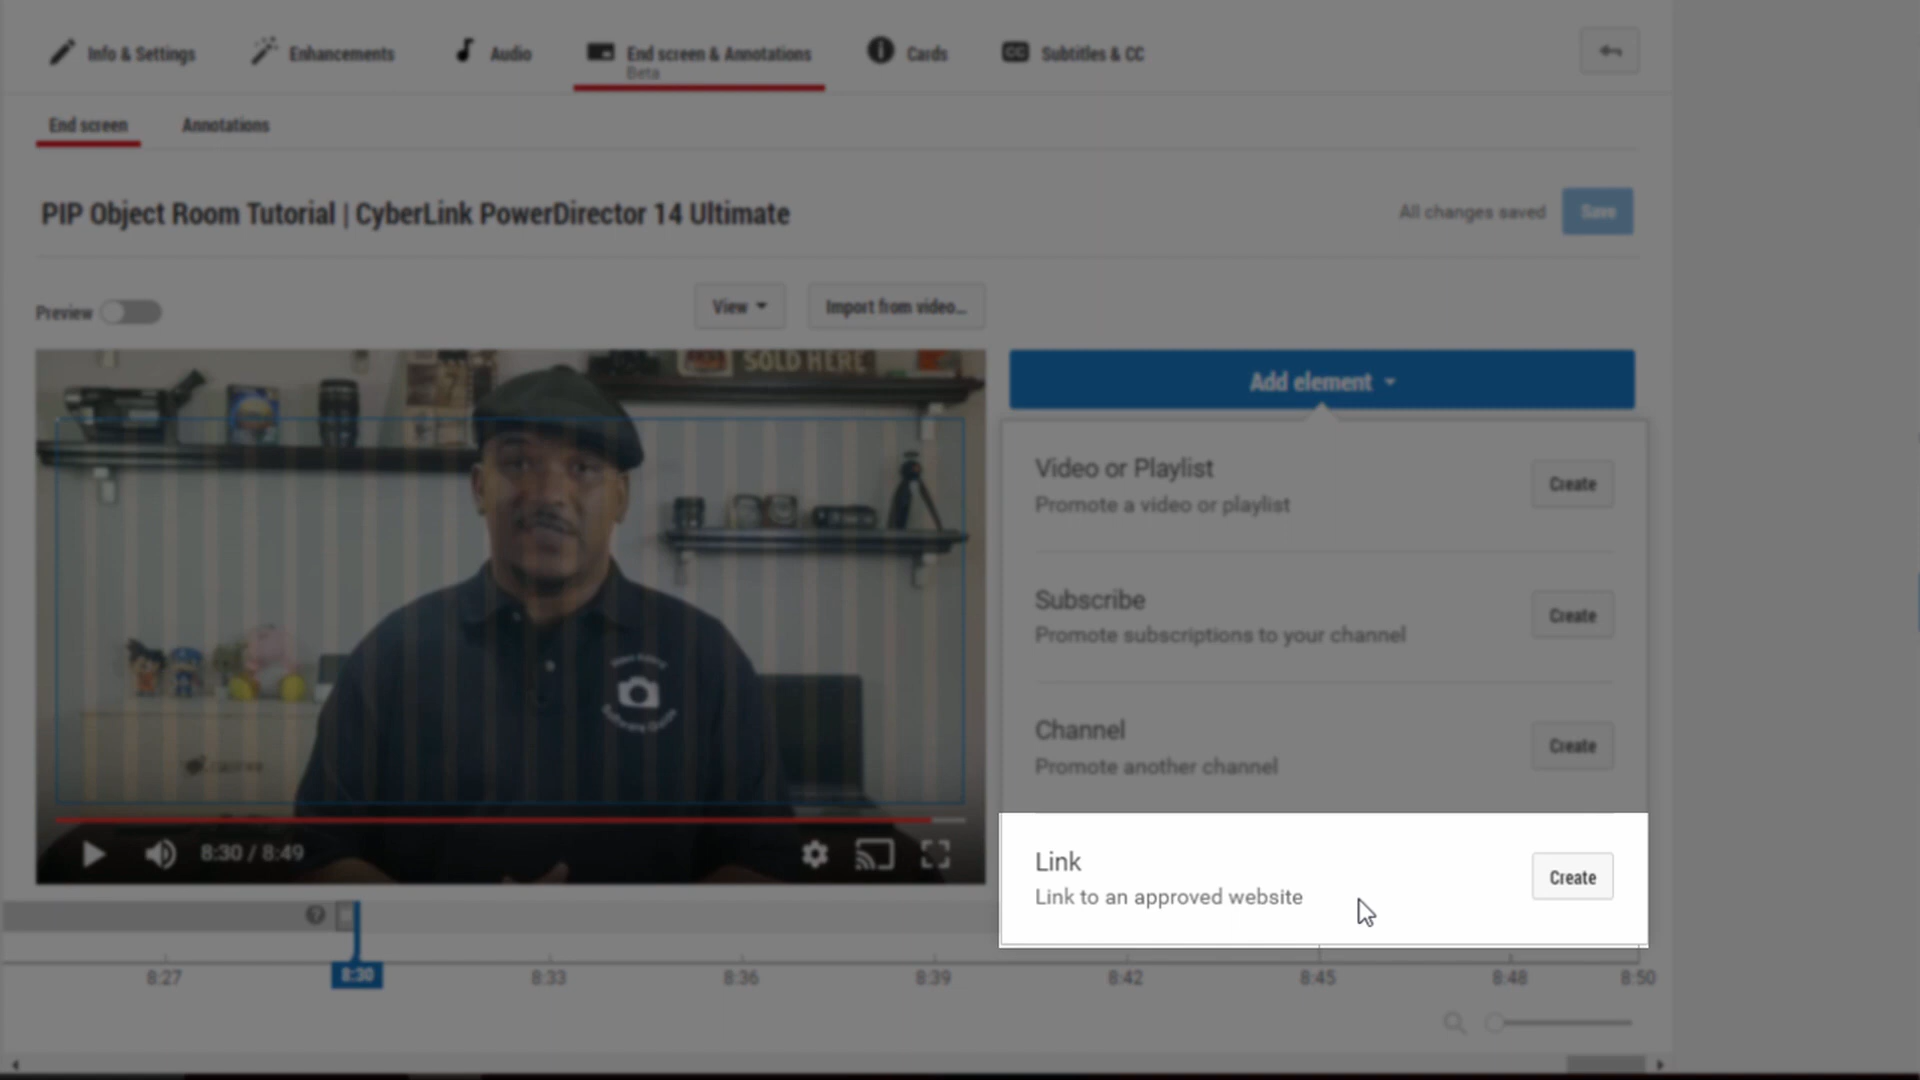 Info & Settings
Enhancements
Audio
End screen & Annotations
Beta
Cards
CC
Subtitles & CC
End screen
Annotations
PIP Object Room Tutorial | CyberLink PowerDirector 14 Ultimate
All changes saved
Save
Preview
View
Import from video...
SOLD HERE
Add element
Video or Playlist
Promote a video or playlist
Create
Subscribe
Promote subscriptions to your channel
Create
Channel
Promote another channel
Create
Link
Link to an approved website
Create
8:30 / 8:49
?
8:27
8:30
8:33
8:36
8:39
8:42
8:45
8:48
8:50